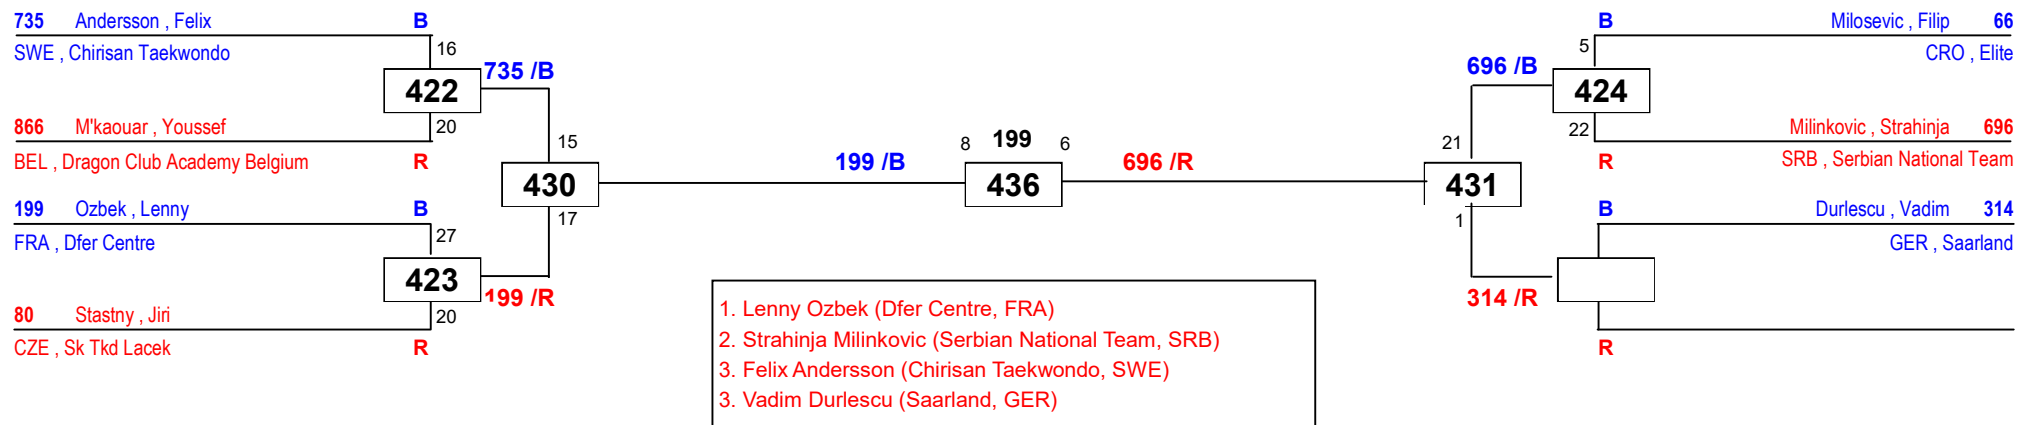 735 Andersson , Felix B
SWE , Chirisan Taekwondo
16
735 /B
422
866 M'kaouar , Youssef
20
BEL , Dragon Club Academy Belgium R
15
430
17
199 Ozbek , Lenny B
FRA , Dfer Centre
27
423
199 /R
80 Stastny , Jiri
20
CZE , Sk Tkd Lacek R
199 /B
8 199 6
436
696 /R
B Milosevic , Filip 66
5
CRO , Elite
696 /B
424
22
Milinkovic , Strahinja 696
R SRB , Serbian National Team
21
431
1
B Durlescu , Vadim 314
GER , Saarland
314 /R
R
1. Lenny Ozbek (Dfer Centre, FRA)
2. Strahinja Milinkovic (Serbian National Team, SRB)
3. Felix Andersson (Chirisan Taekwondo, SWE)
3. Vadim Durlescu (Saarland, GER)